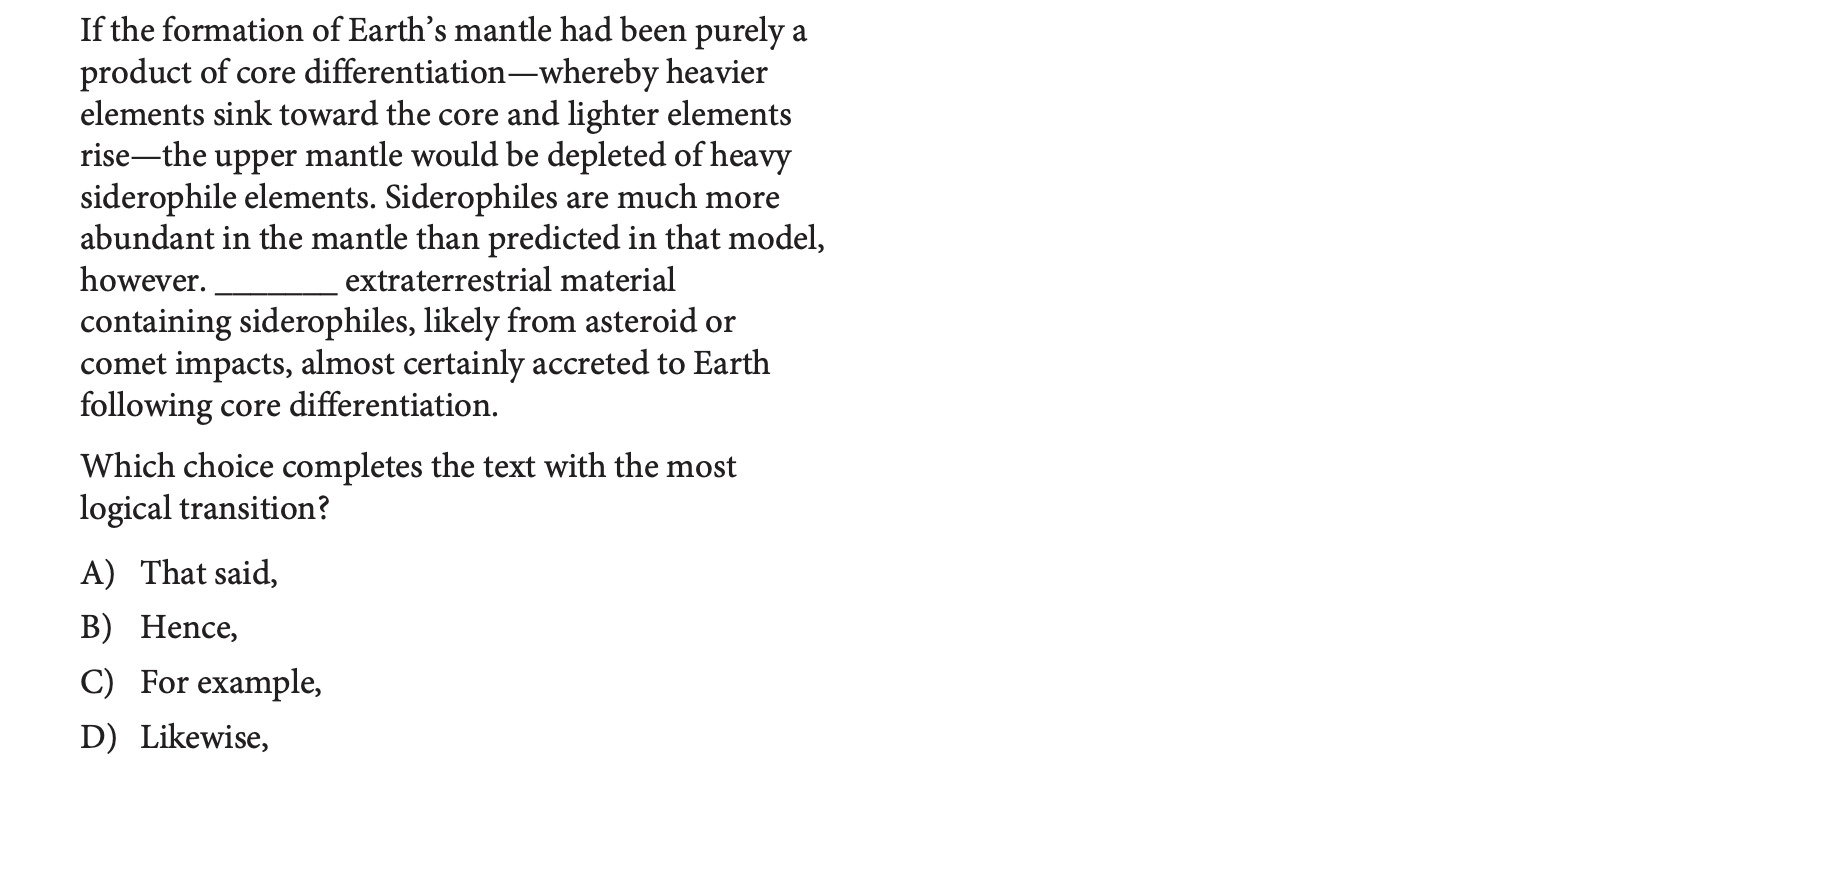 If the formation of Earth’s mantle had been purely a
product of core differentiation—whereby heavier
elements sink toward the core and lighter elements
rise—the upper mantle would be depleted of heavy
siderophile elements. Siderophiles are much more
abundant in the mantle than predicted in that model,
however. _______ extraterrestrial material
containing siderophiles, likely from asteroid or
comet impacts, almost certainly accreted to Earth
following core differentiation.
Which choice completes the text with the most
logical transition?
A) That said,
B) Hence,
C) For example,
D) Likewise,